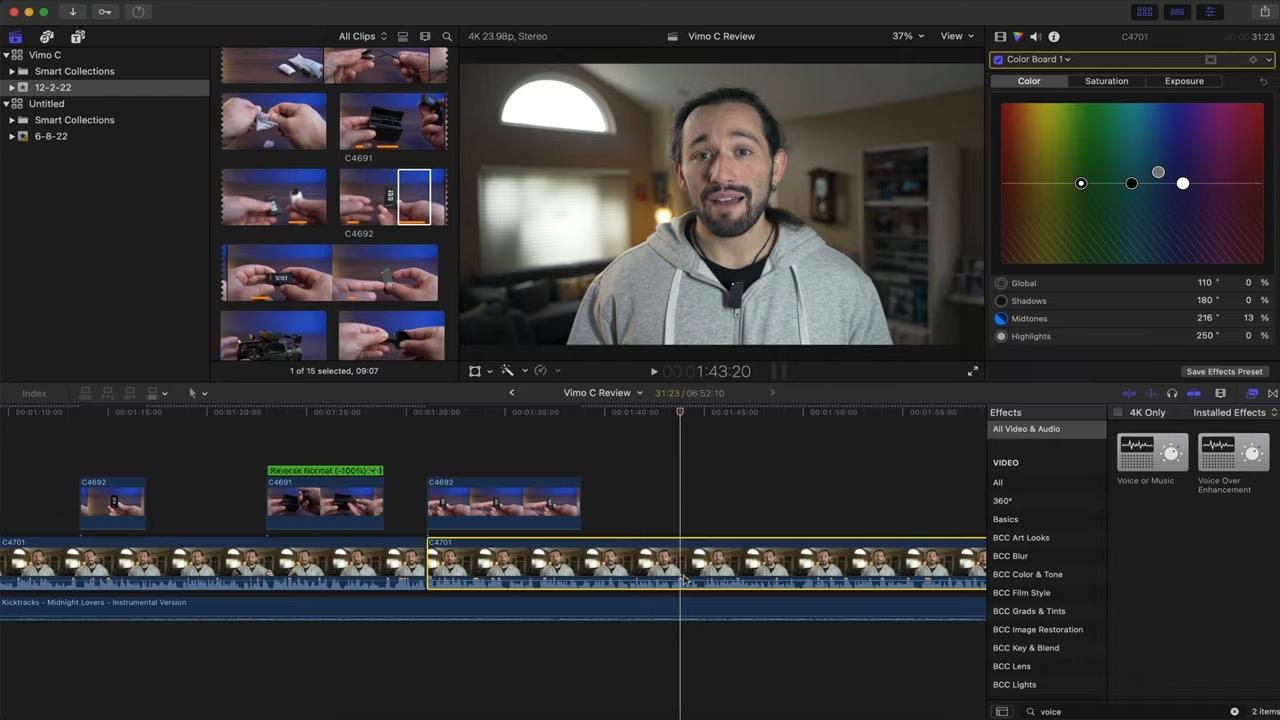 All Clips
4K 23.98p, Stereo
Vimo C Review
37%
View
C4701
00:00:31:23
Vimo C
Smart Collections
12-2-22
Untitled
Smart Collections
6-8-22
C4691
C4692
1 of 15 selected, 09:07
Color Board 1
Color
Saturation
Exposure
Global
110 °
0 %
Shadows
180 °
0 %
Midtones
216 °
13 %
Highlights
250 °
0 %
Save Effects Preset
00:00:1:43:20
Index
Vimo C Review
31:23 / 06:52:10
00:01:10:00
00:01:15:00
00:01:20:00
00:01:25:00
00:01:30:00
00:01:35:00
00:01:40:00
00:01:45:00
00:01:50:00
00:01:55:00
Reverse Normal (-100%)
C4692
C4691
C4692
C4701
C4701
Kicktracks - Midnight Lovers - Instrumental Version
Effects
4K Only
Installed Effects
All Video & Audio
VIDEO
All
360°
Basics
BCC Art Looks
BCC Blur
BCC Color & Tone
BCC Film Style
BCC Grads & Tints
BCC Image Restoration
BCC Key & Blend
BCC Lens
BCC Lights
Voice or Music
Voice Over
Enhancement
voice
2 items